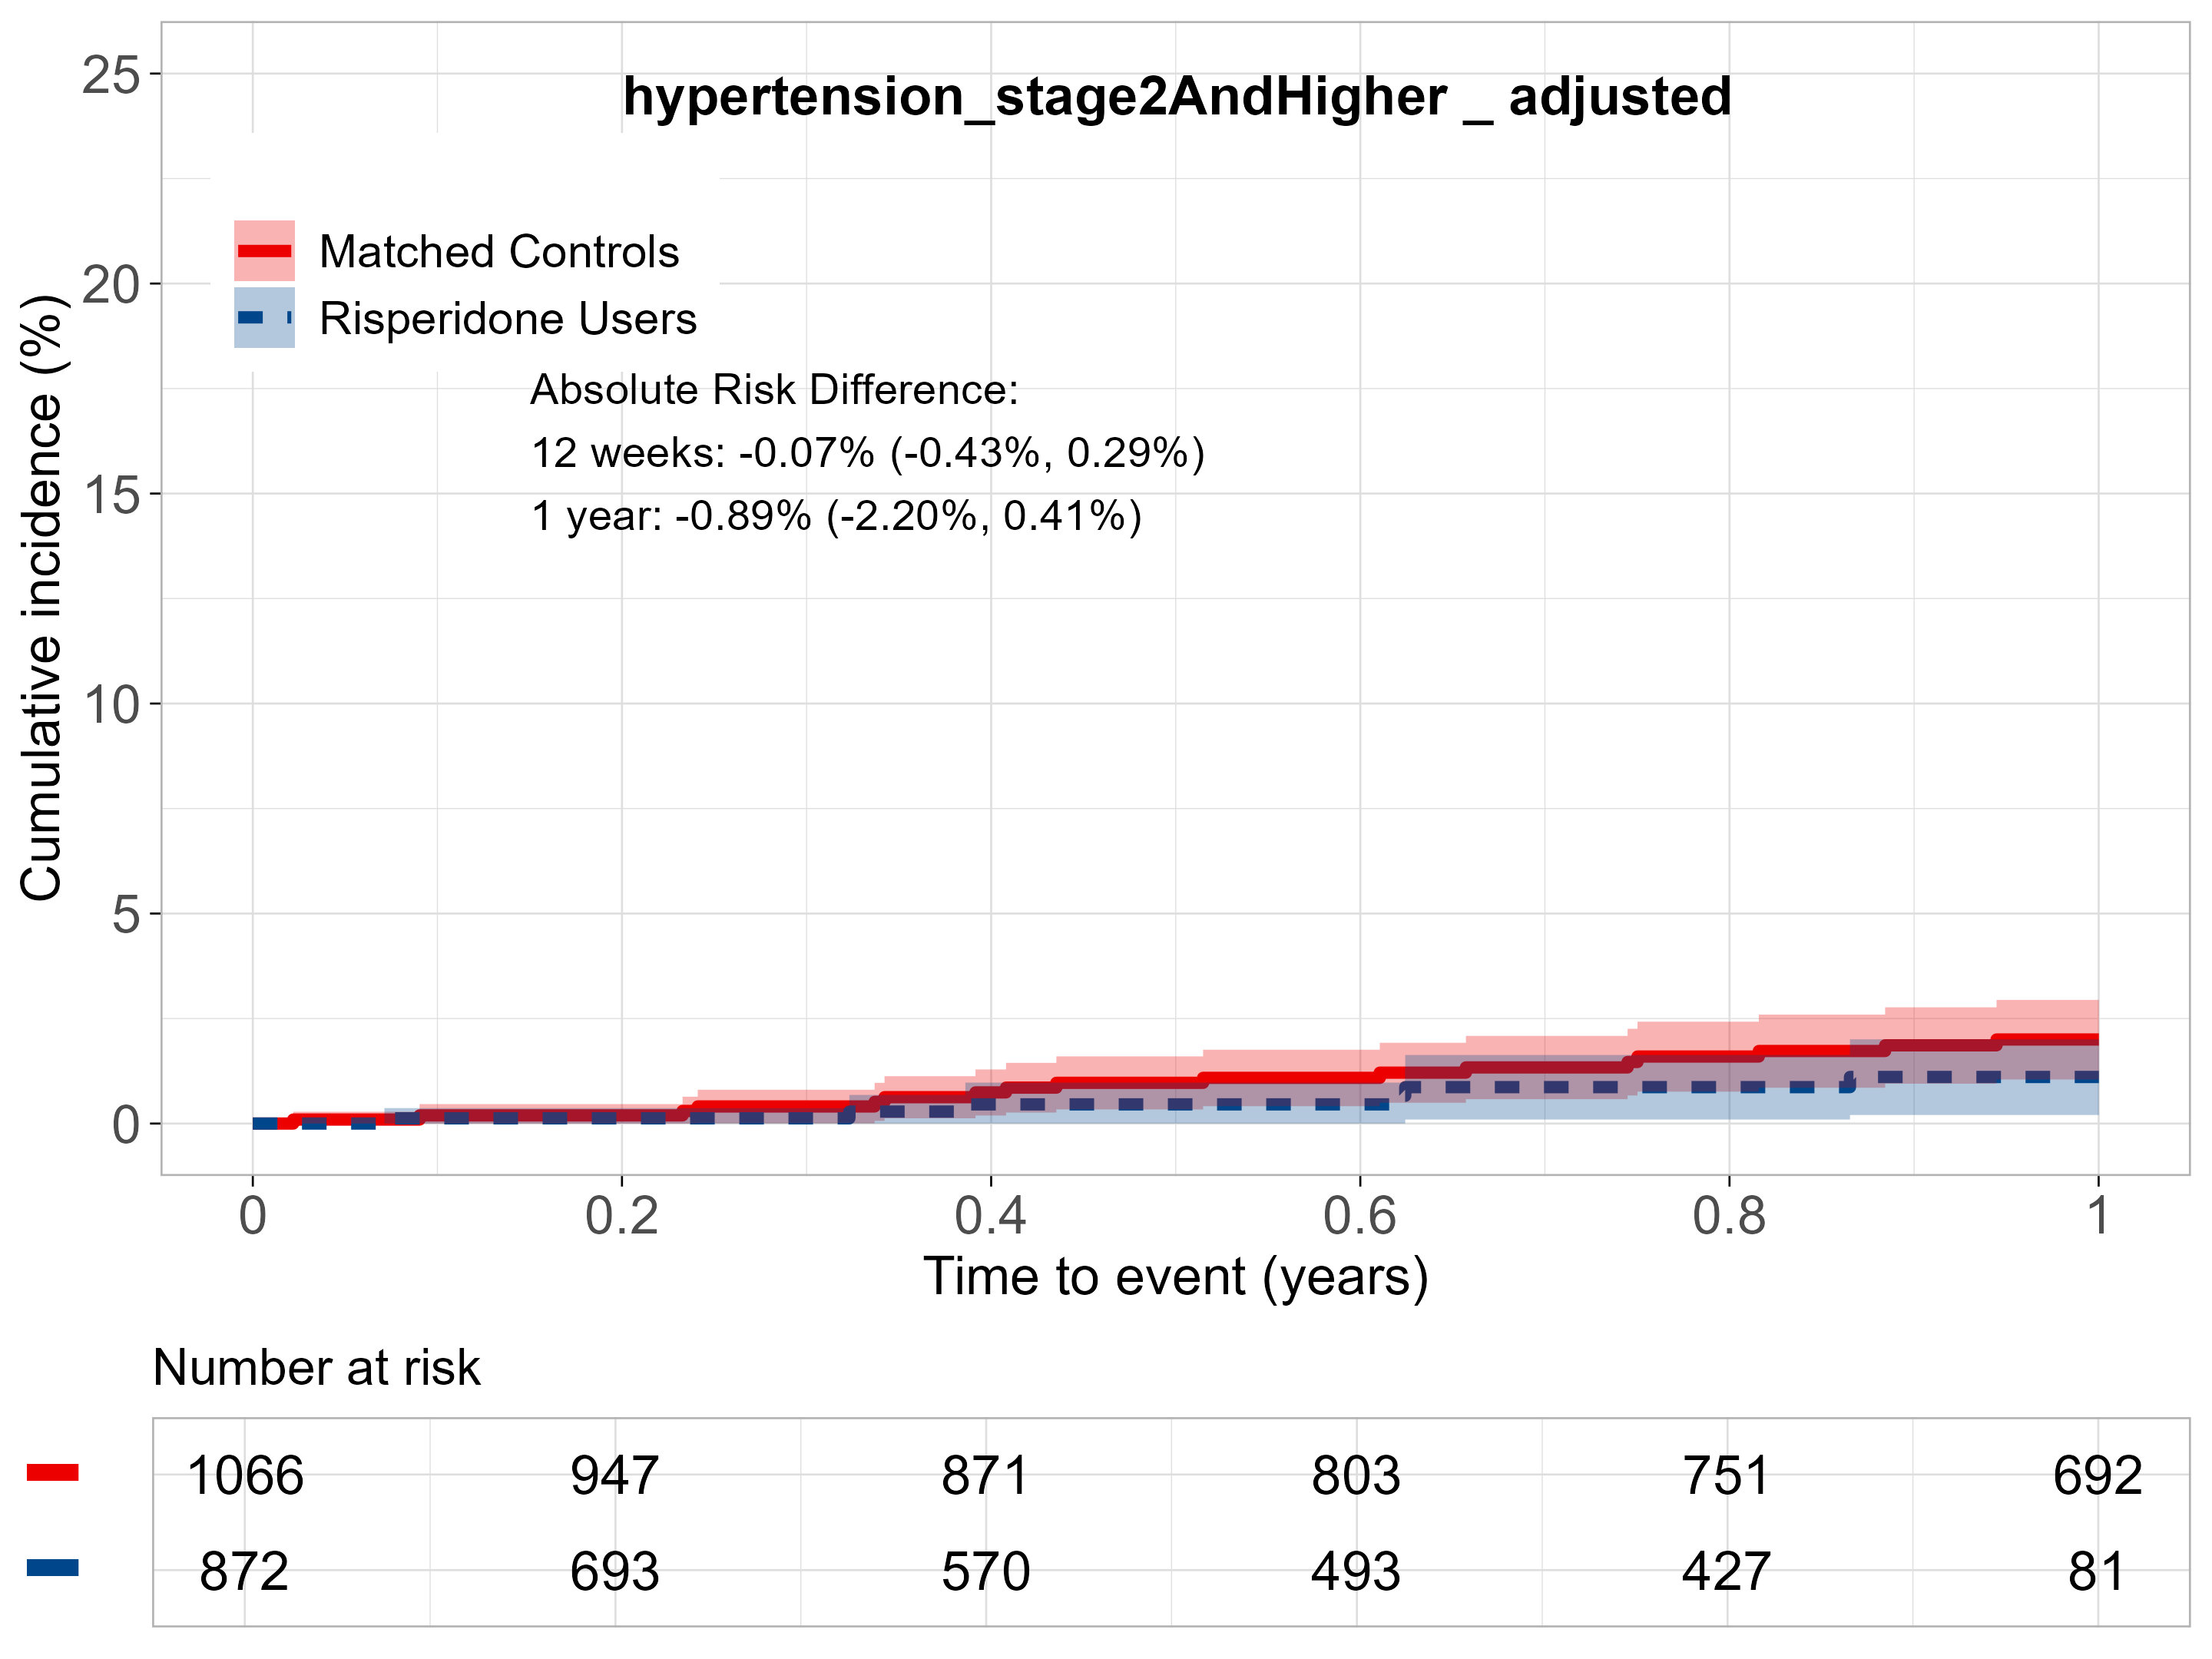 hypertension_stage2AndHigher _ adjusted
25
20
15
10
5
0
Cumulative incidence (%)
Matched Controls
Risperidone Users
Absolute Risk Difference:
12 weeks: -0.07% (-0.43%, 0.29%)
1 year: -0.89% (-2.20%, 0.41%)
0 0.2 0.4 0.6 0.8 1
Time to event (years)
Number at risk
1066 947 871 803 751 692
872 693 570 493 427 81